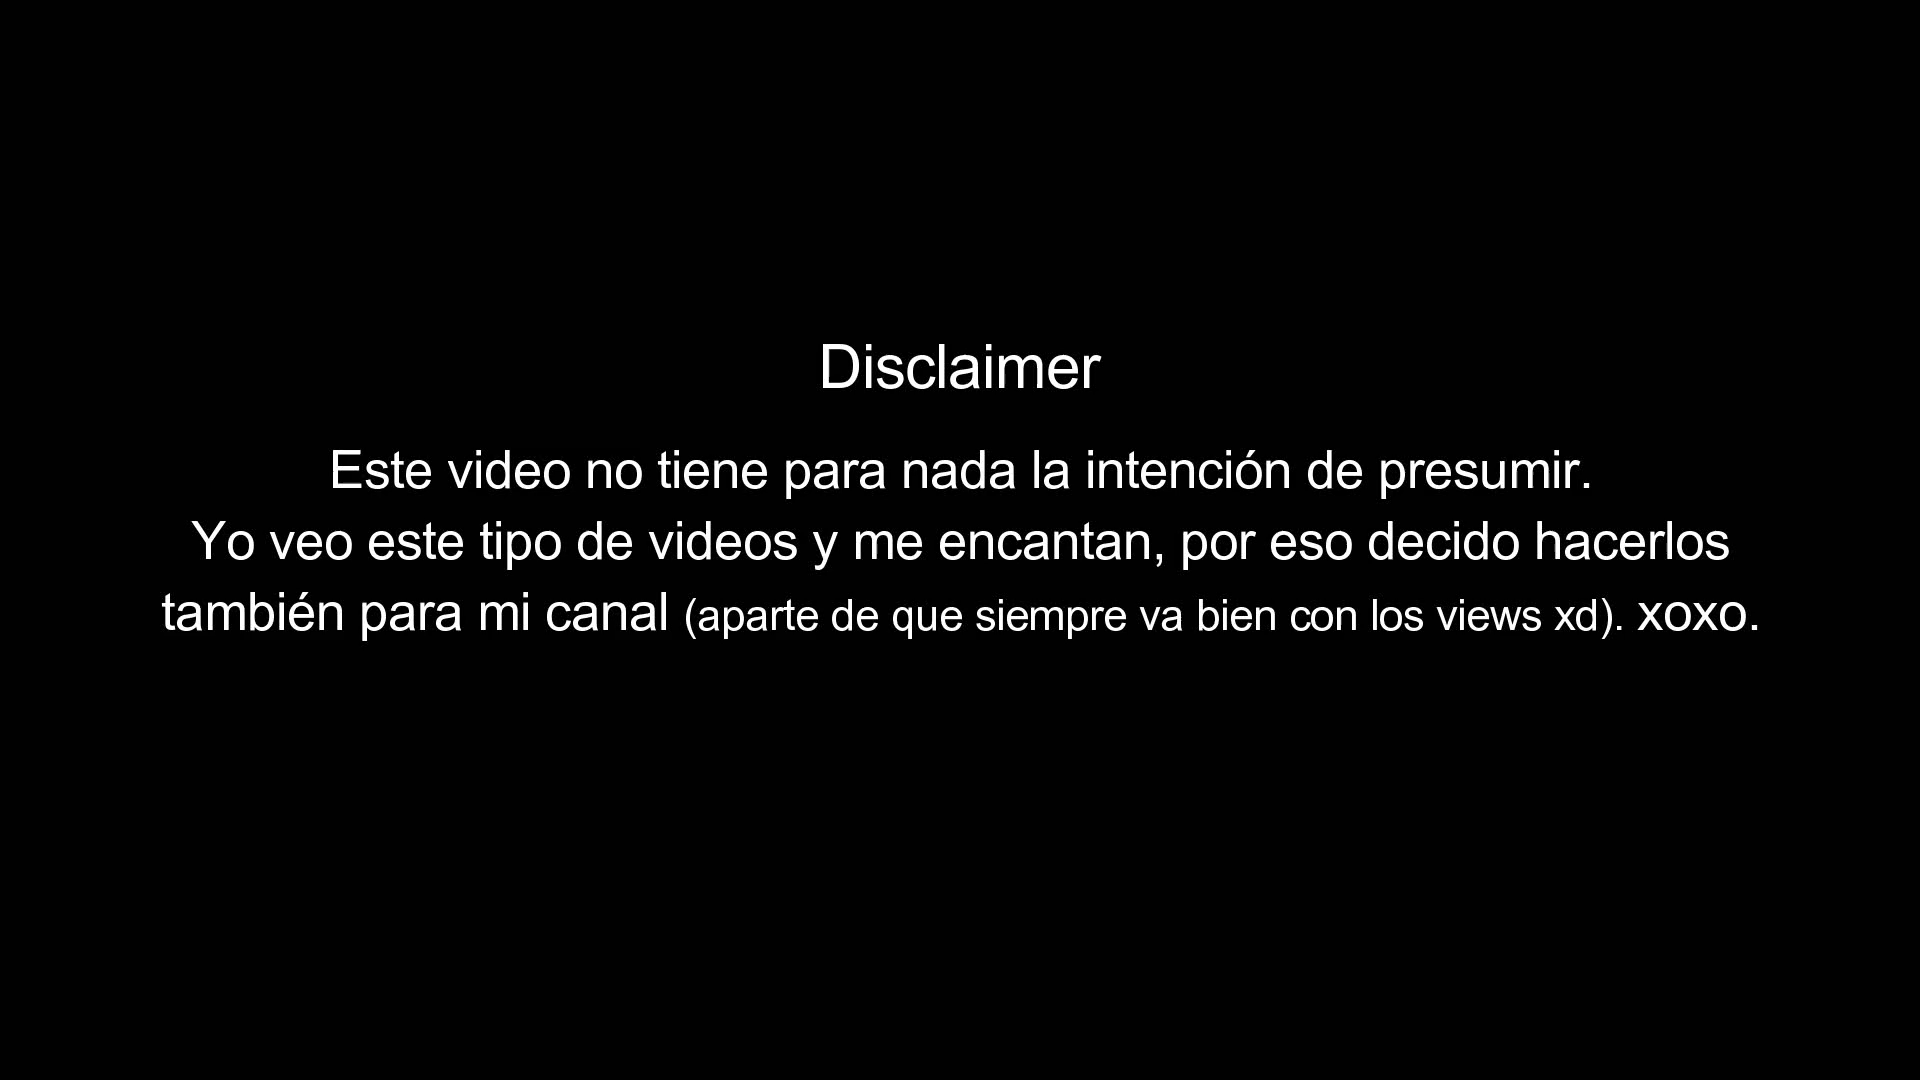 Disclaimer
Este video no tiene para nada la intención de presumir.
Yo veo este tipo de videos y me encantan, por eso decido hacerlos
también para mi canal (aparte de que siempre va bien con los views xd). xoxo.